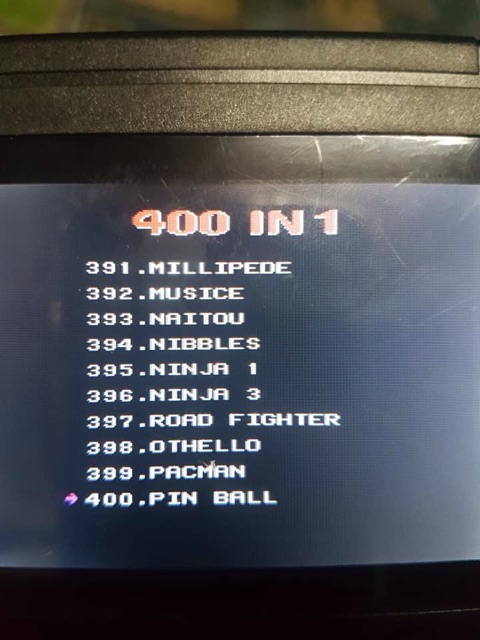 400 IN 1
391.MILLIPEDE
392.MUSICE
393.NAITOU
394.NIBBLES
395.NINJA 1
396.NINJA 3
397.ROAD FIGHTER
398.OTHELLO
399.PACMAN
400.PIN BALL